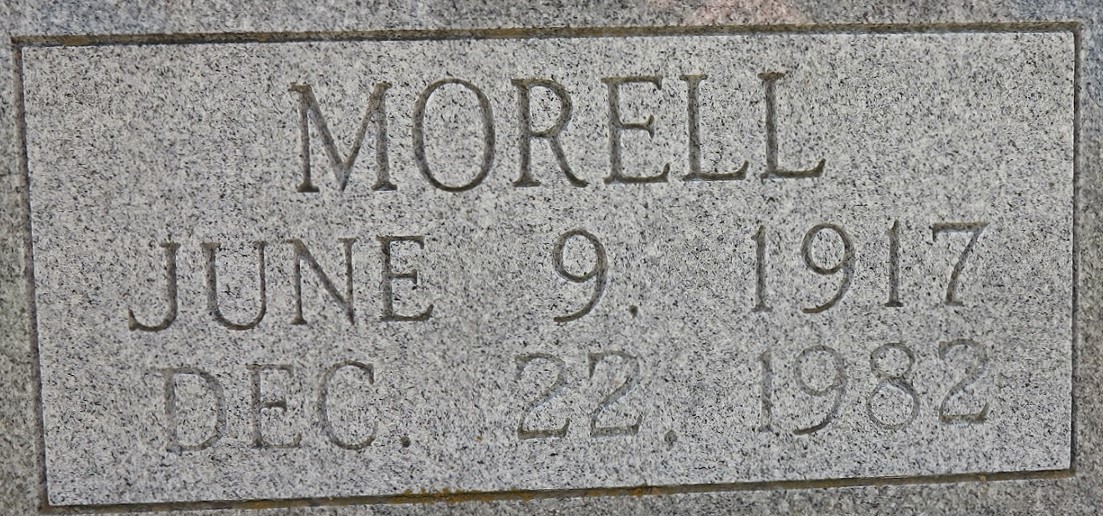 MORELL
JUNE 9. 1917
DEC. 22, 1982